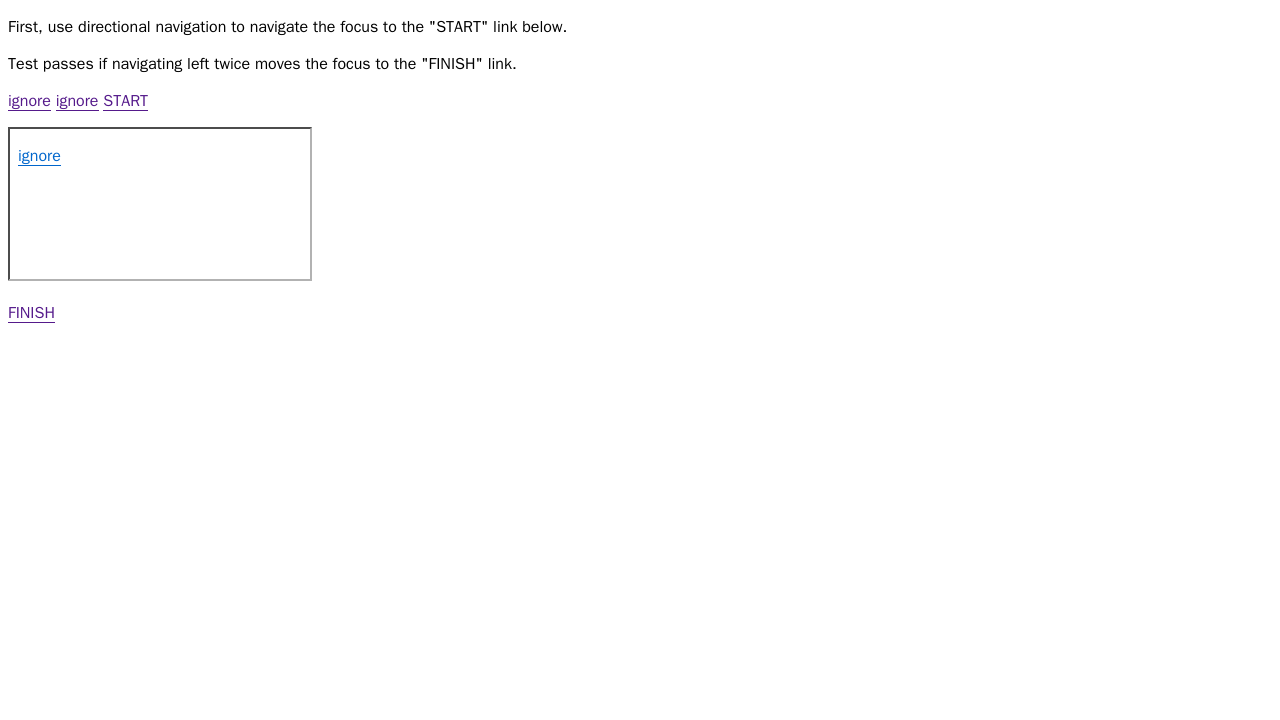 First, use directional navigation to navigate the focus to the "START" link below.
Test passes if navigating left twice moves the focus to the "FINISH" link.
ignore ignore START
ignore
FINISH